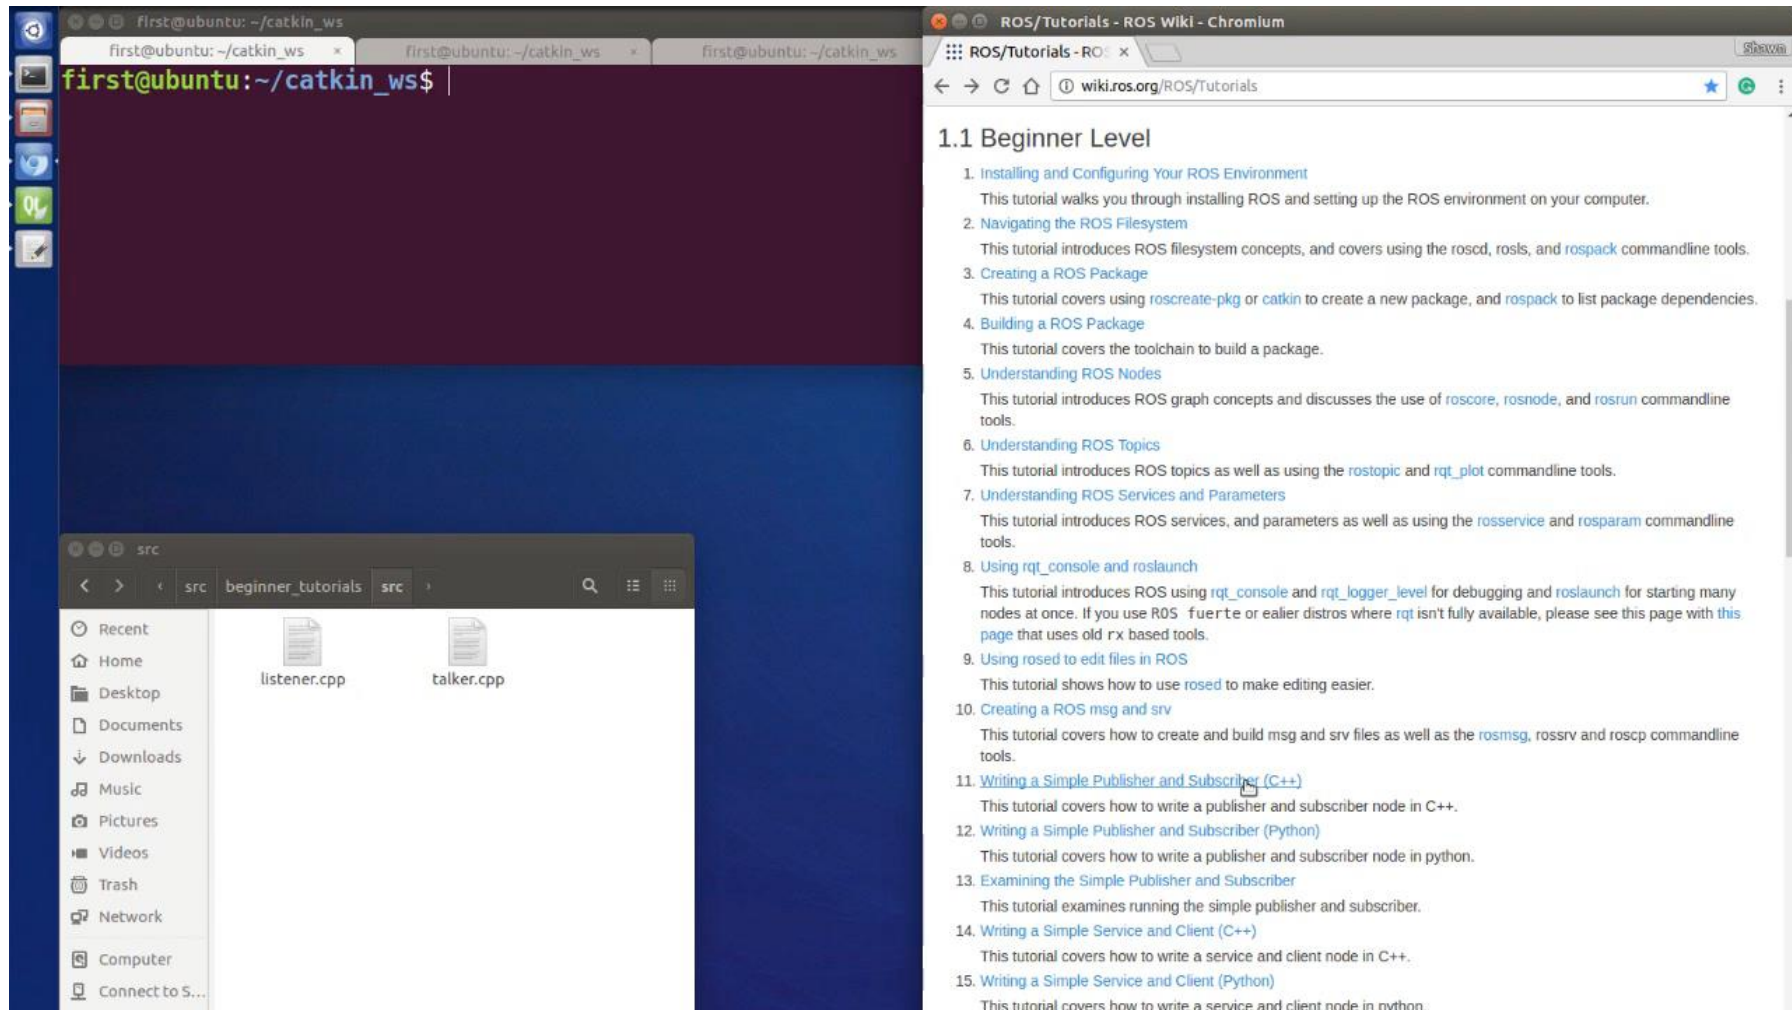 first@ubuntu: ~/catkin_ws
first@ubuntu: ~/catkin_ws ×
first@ubuntu: ~/catkin_ws ×
first@ubuntu: ~/catkin_ws
first@ubuntu:~/catkin_ws$
src
src beginner_tutorials src
Recent
Home
Desktop
Documents
Downloads
Music
Pictures
Videos
Trash
Network
Computer
Connect to S...
listener.cpp
talker.cpp
ROS/Tutorials - ROS Wiki - Chromium
ROS/Tutorials - ROS ×
Shawn
wiki.ros.org/ROS/Tutorials
1.1 Beginner Level
1. Installing and Configuring Your ROS Environment
This tutorial walks you through installing ROS and setting up the ROS environment on your computer.
2. Navigating the ROS Filesystem
This tutorial introduces ROS filesystem concepts, and covers using the roscd, rosls, and rospack commandline tools.
3. Creating a ROS Package
This tutorial covers using roscreate-pkg or catkin to create a new package, and rospack to list package dependencies.
4. Building a ROS Package
This tutorial covers the toolchain to build a package.
5. Understanding ROS Nodes
This tutorial introduces ROS graph concepts and discusses the use of roscore, rosnode, and rosrun commandline
tools.
6. Understanding ROS Topics
This tutorial introduces ROS topics as well as using the rostopic and rqt_plot commandline tools.
7. Understanding ROS Services and Parameters
This tutorial introduces ROS services, and parameters as well as using the rosservice and rosparam commandline
tools.
8. Using rqt_console and roslaunch
This tutorial introduces ROS using rqt_console and rqt_logger_level for debugging and roslaunch for starting many
nodes at once. If you use ROS fuerte or ealier distros where rqt isn't fully available, please see this page with this
page that uses old rx based tools.
9. Using rosed to edit files in ROS
This tutorial shows how to use rosed to make editing easier.
10. Creating a ROS msg and srv
This tutorial covers how to create and build msg and srv files as well as the rosmsg, rossrv and roscp commandline
tools.
11. Writing a Simple Publisher and Subscriber (C++)
This tutorial covers how to write a publisher and subscriber node in C++.
12. Writing a Simple Publisher and Subscriber (Python)
This tutorial covers how to write a publisher and subscriber node in python.
13. Examining the Simple Publisher and Subscriber
This tutorial examines running the simple publisher and subscriber.
14. Writing a Simple Service and Client (C++)
This tutorial covers how to write a service and client node in C++.
15. Writing a Simple Service and Client (Python)
This tutorial covers how to write a service and client node in python.